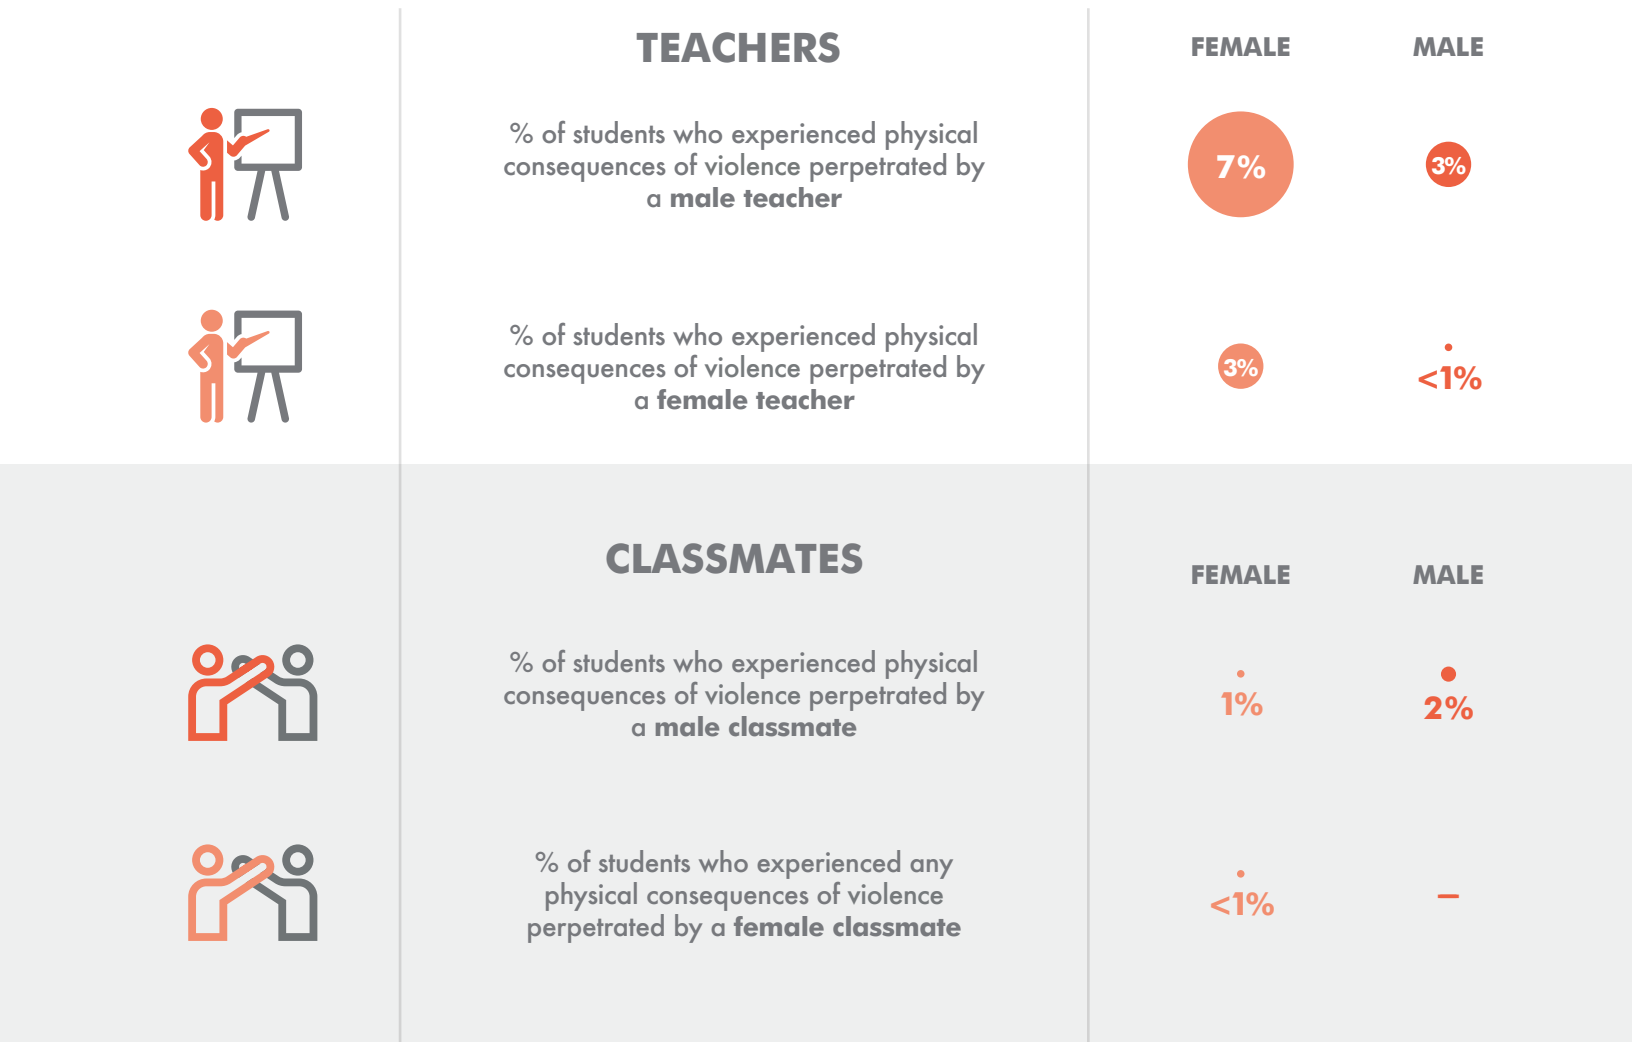 TEACHERS
FEMALE MALE
% of students who experienced physical
consequences of violence perpetrated by
a male teacher
7% 3%
% of students who experienced physical
consequences of violence perpetrated by
a female teacher
3% <1%
CLASSMATES
FEMALE MALE
% of students who experienced physical
consequences of violence perpetrated by
a male classmate
1% 2%
% of students who experienced any
physical consequences of violence
perpetrated by a female classmate
<1% –